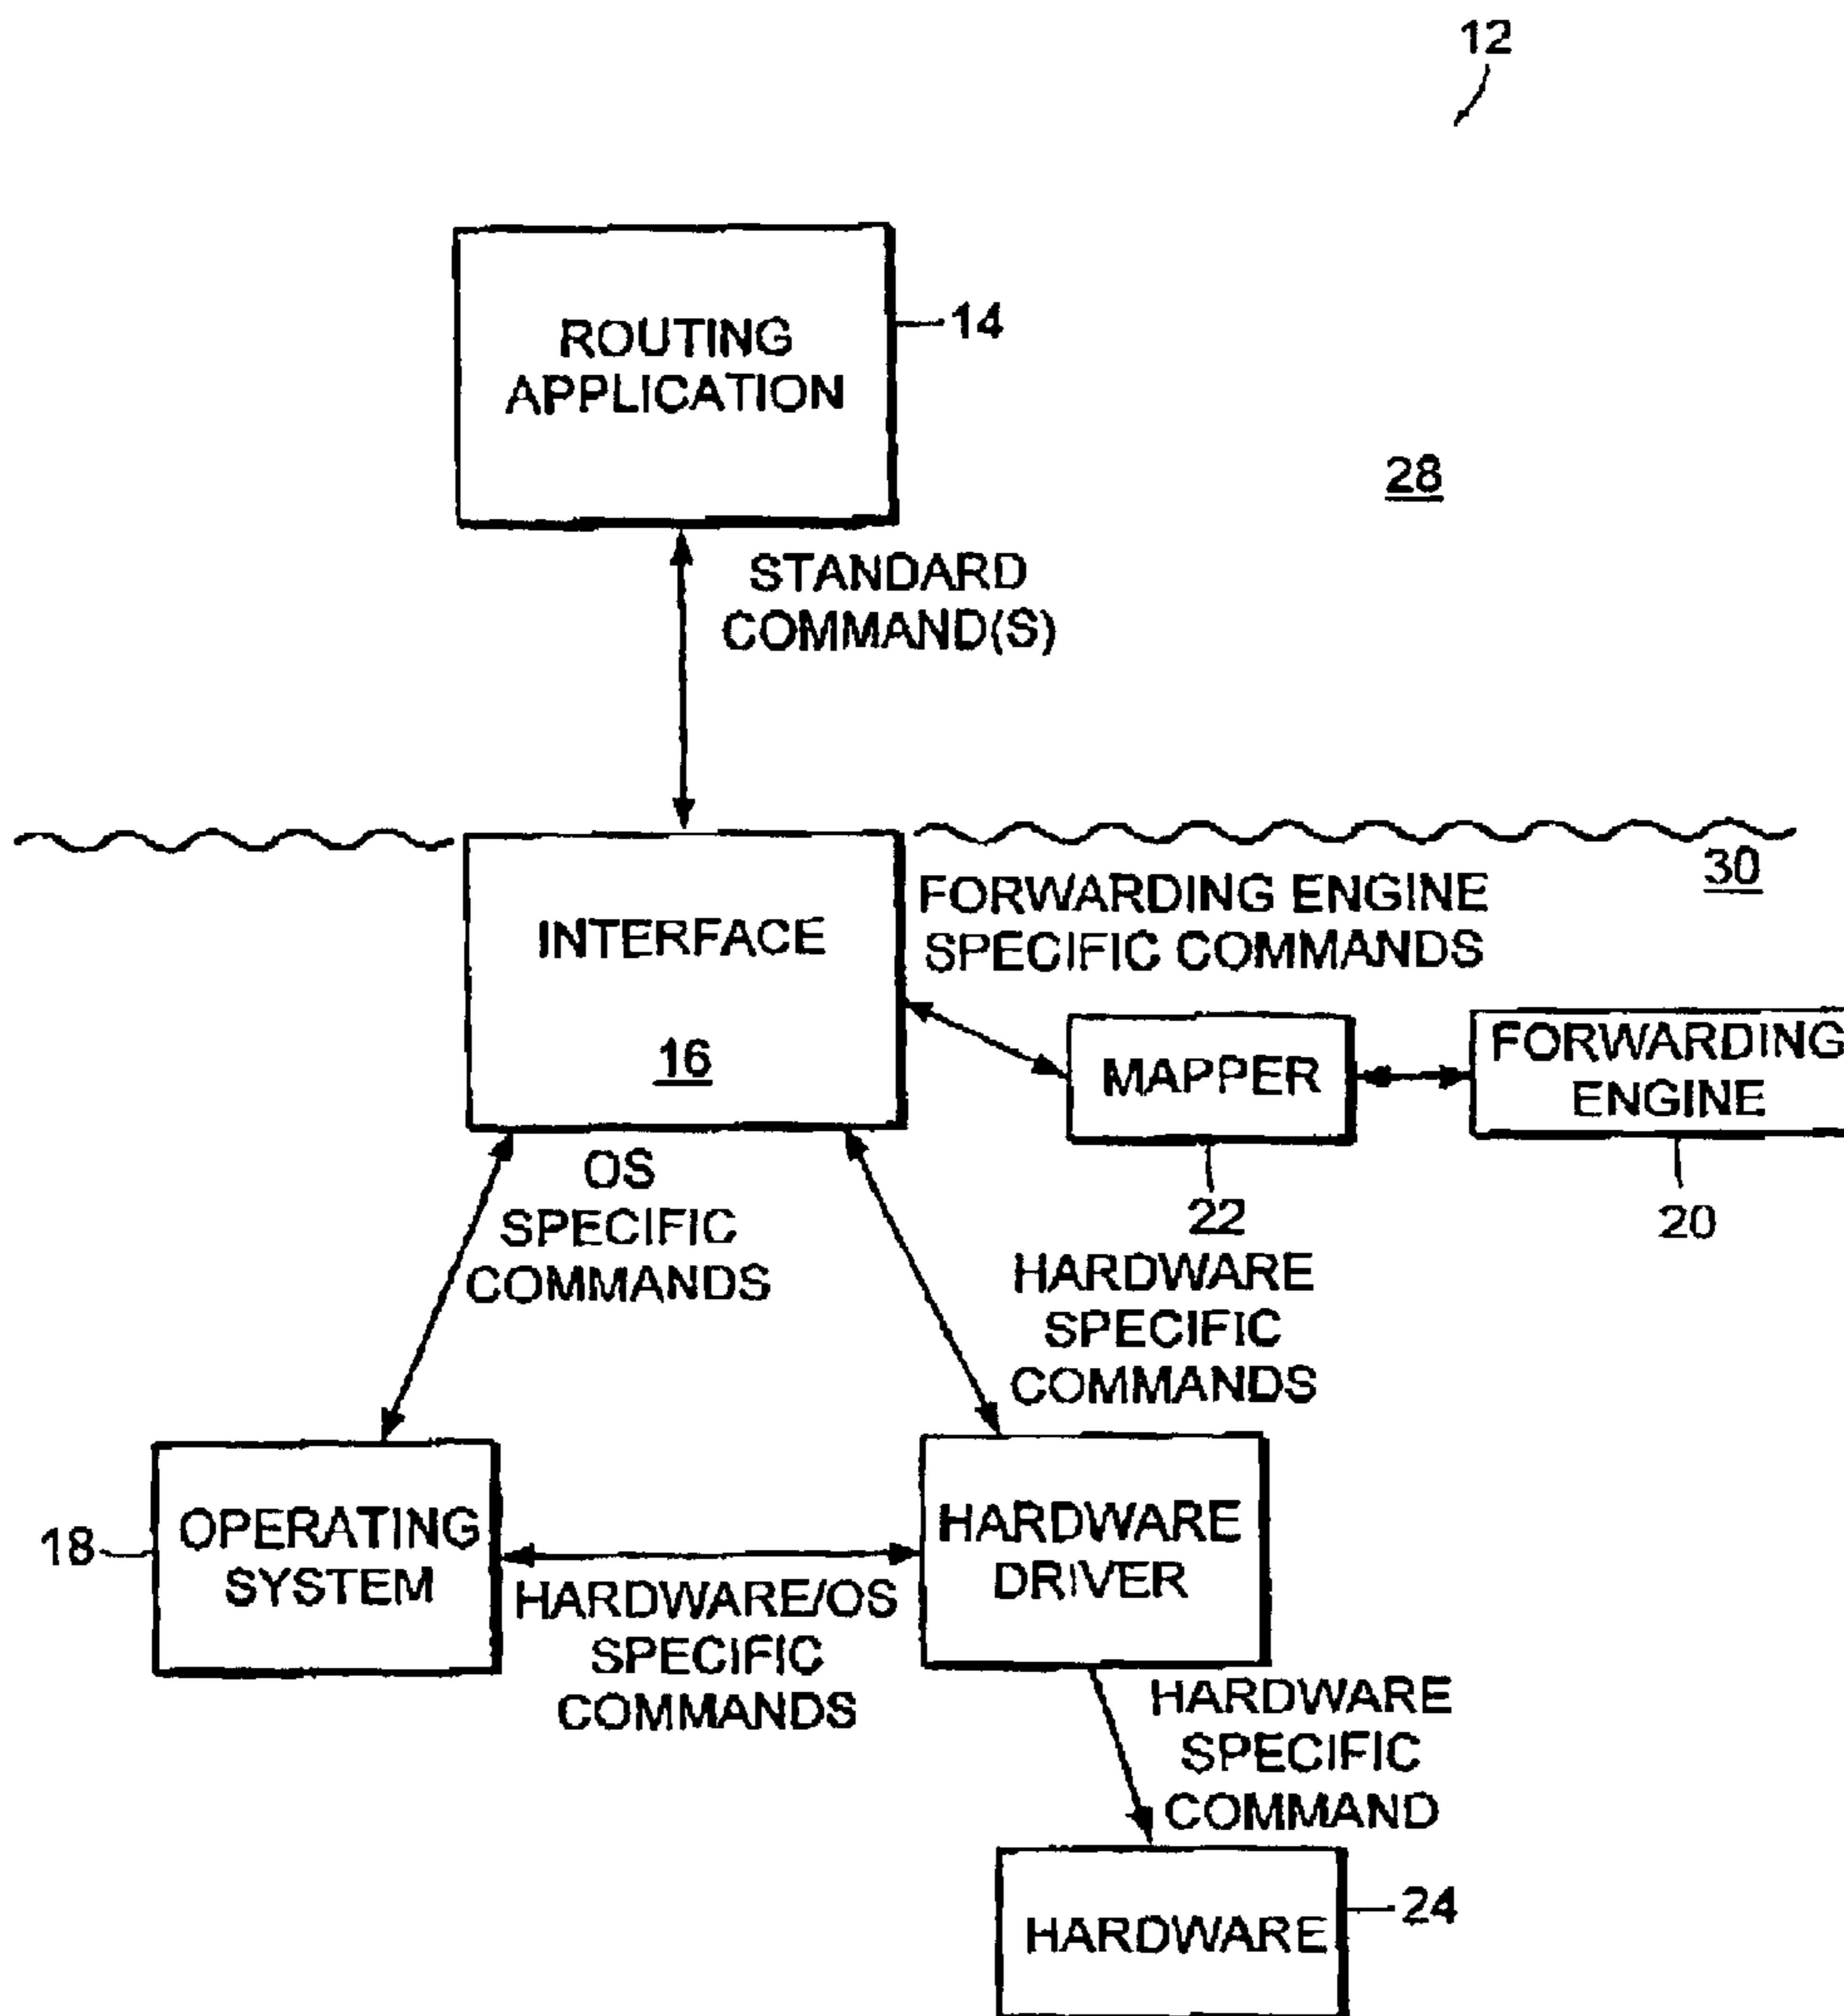 12
ROUTING
APPLICATION
14
28
STANDARD
COMMAND(S)
30
INTERFACE
16
FORWARDING ENGINE
SPECIFIC COMMANDS
MAPPER
22
FORWARDING
ENGINE
20
OS
SPECIFIC
COMMANDS
HARDWARE
SPECIFIC
COMMANDS
18
OPERATING
SYSTEM
HARDWARE/OS
SPECIFIC
COMMANDS
HARDWARE
DRIVER
HARDWARE
SPECIFIC
COMMAND
HARDWARE
24